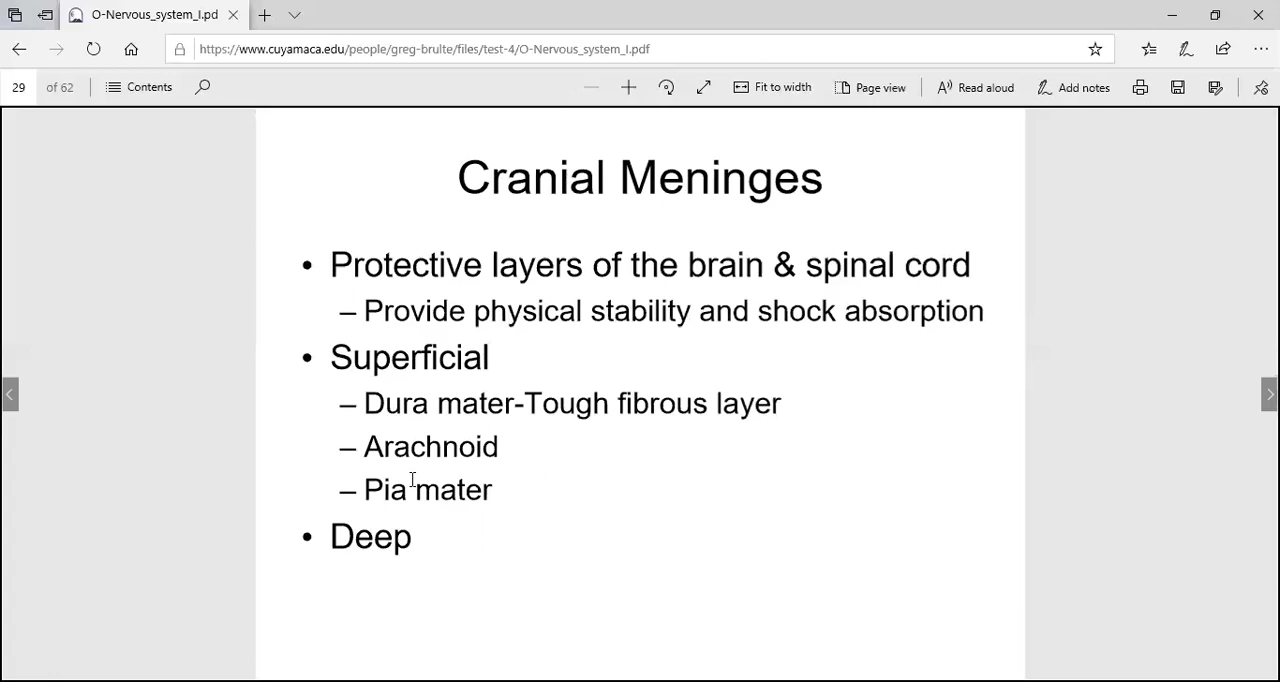 O-Nervous_system_I.pd
https://www.cuyamaca.edu/people/greg-brulte/files/test-4/O-Nervous_system_I.pdf
29 of 62 Contents Fit to width Page view Read aloud Add notes
Cranial Meninges
• Protective layers of the brain & spinal cord
– Provide physical stability and shock absorption
• Superficial
– Dura mater-Tough fibrous layer
– Arachnoid
– Pia mater
• Deep